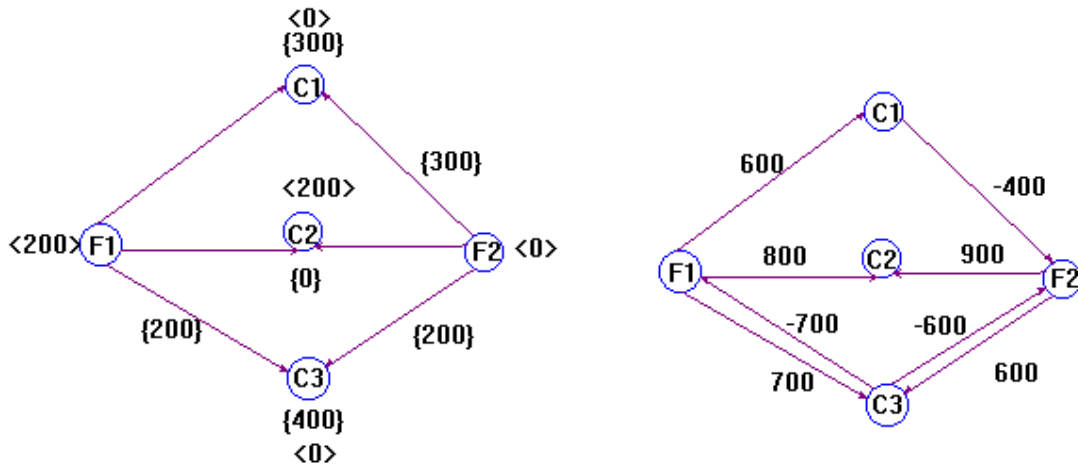 <0>
{300}
C1
{300}
<200>
<200>
F1
C2
F2
<0>
{0}
{200}
{200}
C3
{400}
<0>
C1
600
-400
F1
800
C2
900
F2
-700
-600
700
600
C3